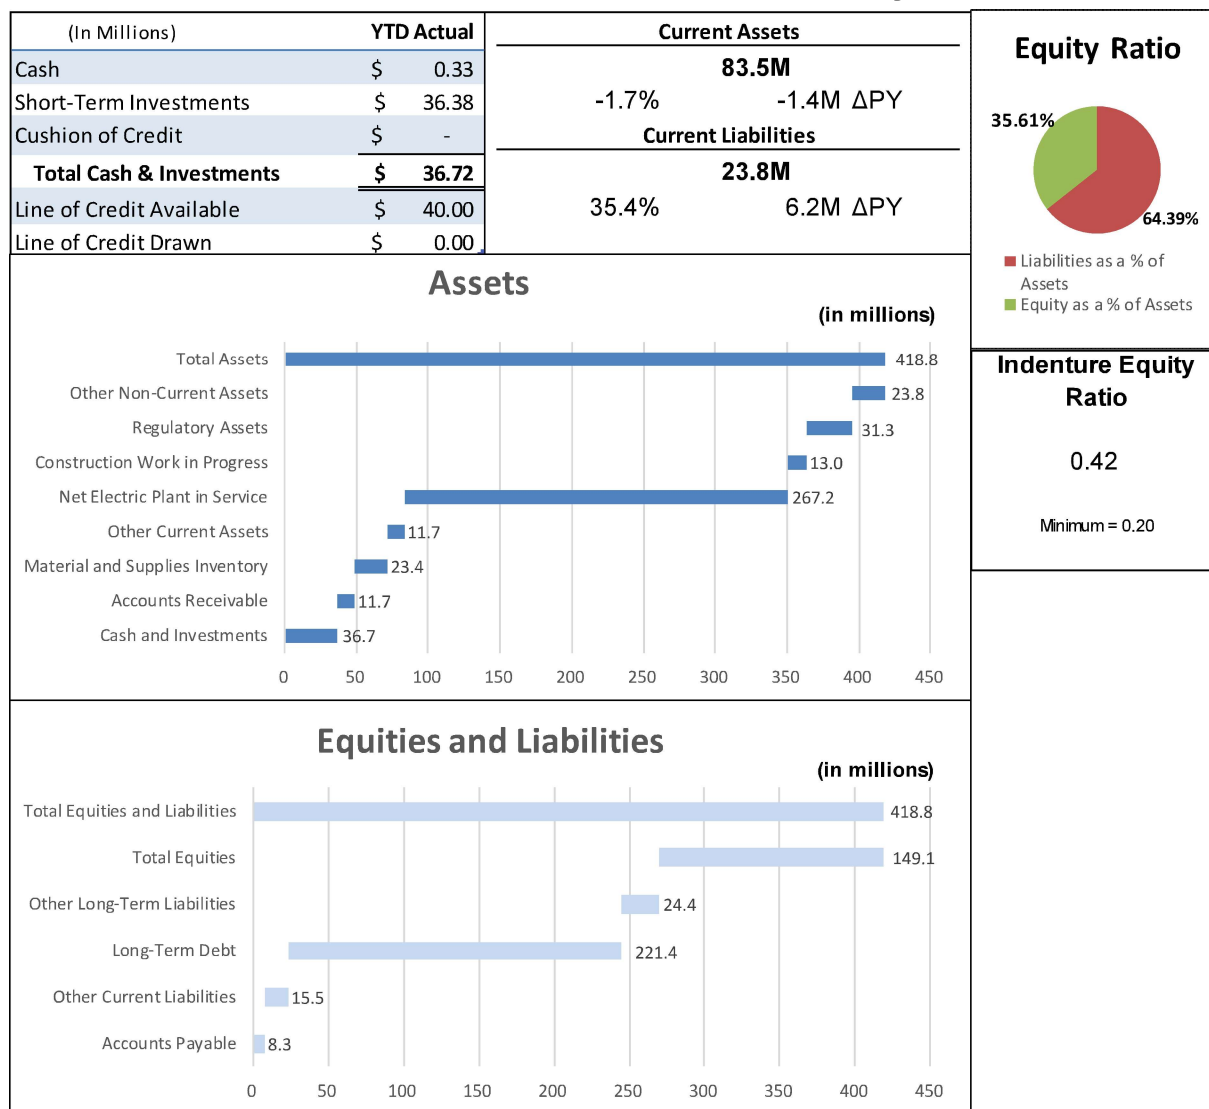 (In Millions) YTD Actual
Cash $ 0.33
Short-Term Investments $ 36.38
Cushion of Credit $ -
Total Cash & Investments $ 36.72
Line of Credit Available $ 40.00
Line of Credit Drawn $ 0.00
Current Assets
83.5M
-1.7% -1.4M ΔPY
Current Liabilities
23.8M
35.4% 6.2M ΔPY
Equity Ratio
35.61%
64.39%
Liabilities as a % of
Assets
Equity as a % of Assets
Indenture Equity
Ratio
0.42
Minimum = 0.20
Assets
(in millions)
Total Assets 418.8
Other Non-Current Assets 23.8
Regulatory Assets 31.3
Construction Work in Progress 13.0
Net Electric Plant in Service 267.2
Other Current Assets 11.7
Material and Supplies Inventory 23.4
Accounts Receivable 11.7
Cash and Investments 36.7
0 50 100 150 200 250 300 350 400 450
Equities and Liabilities
(in millions)
Total Equities and Liabilities 418.8
Total Equities 149.1
Other Long-Term Liabilities 24.4
Long-Term Debt 221.4
Other Current Liabilities 15.5
Accounts Payable 8.3
0 50 100 150 200 250 300 350 400 450